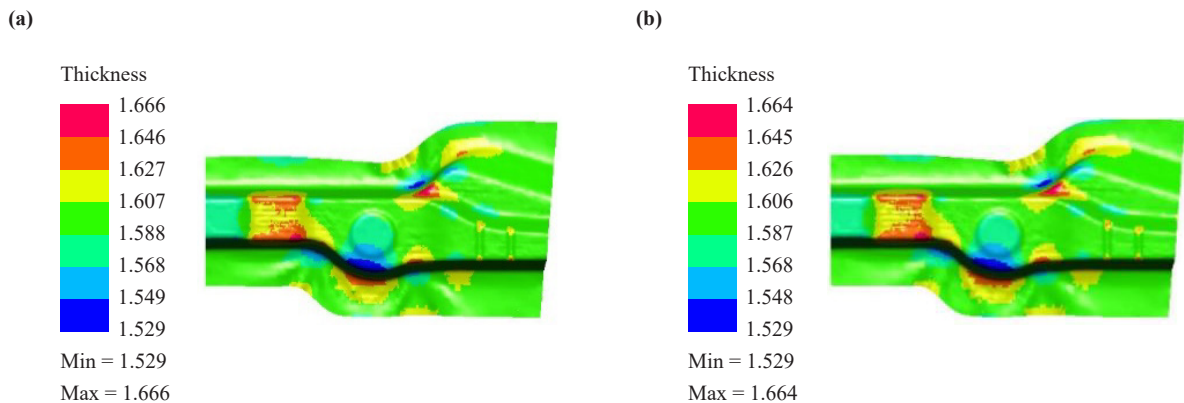 (a)
Thickness
1.666
1.646
1.627
1.607
1.588
1.568
1.549
1.529
Min = 1.529
Max = 1.666
(b)
Thickness
1.664
1.645
1.626
1.606
1.587
1.568
1.548
1.529
Min = 1.529
Max = 1.664